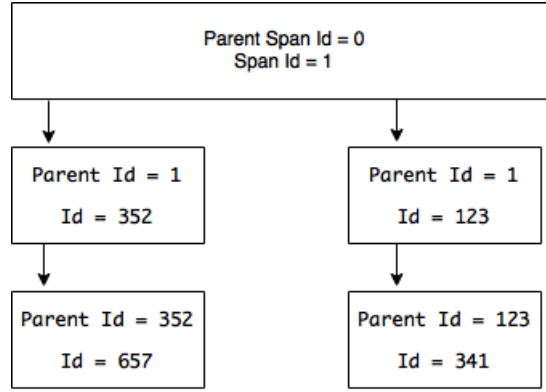 Parent Span Id = 0
Span Id = 1
Parent Id = 1
Id = 352
Parent Id = 1
Id = 123
Parent Id = 352
Id = 657
Parent Id = 123
Id = 341